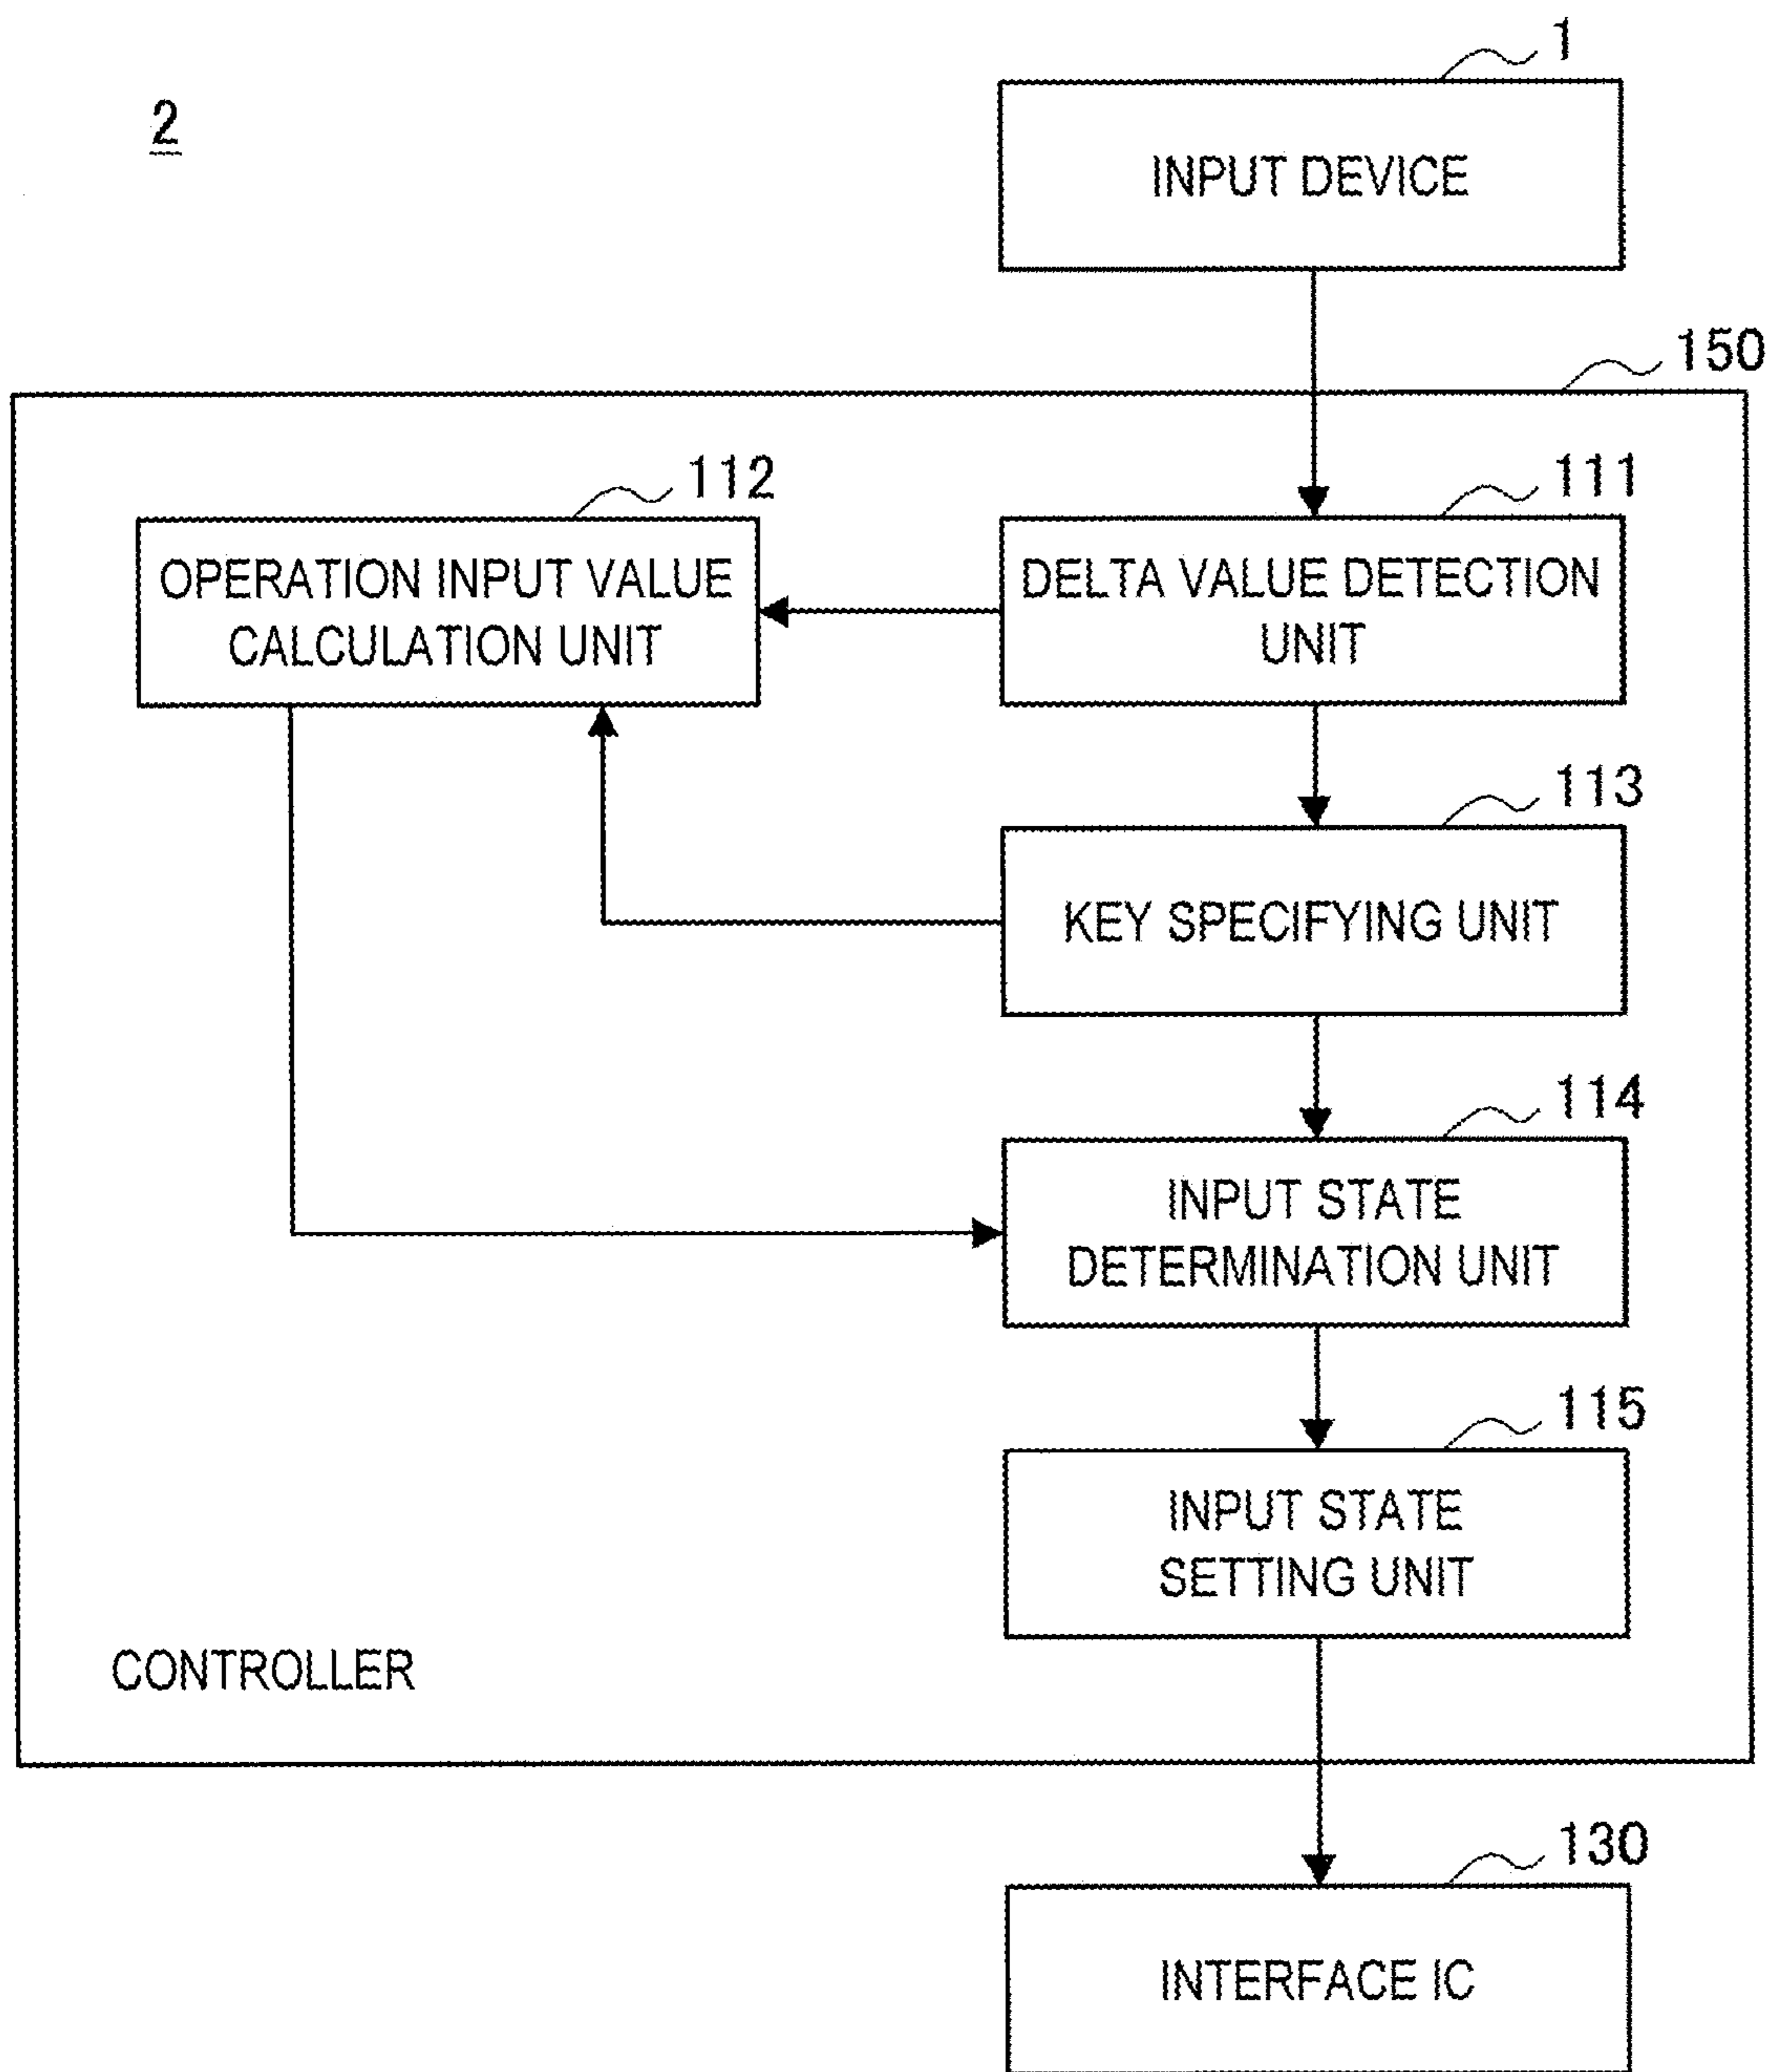 1
2
INPUT DEVICE
150
112
111
OPERATION INPUT VALUE
CALCULATION UNIT
DELTA VALUE DETECTION
UNIT
113
KEY SPECIFYING UNIT
114
INPUT STATE
DETERMINATION UNIT
115
INPUT STATE
SETTING UNIT
CONTROLLER
130
INTERFACE IC